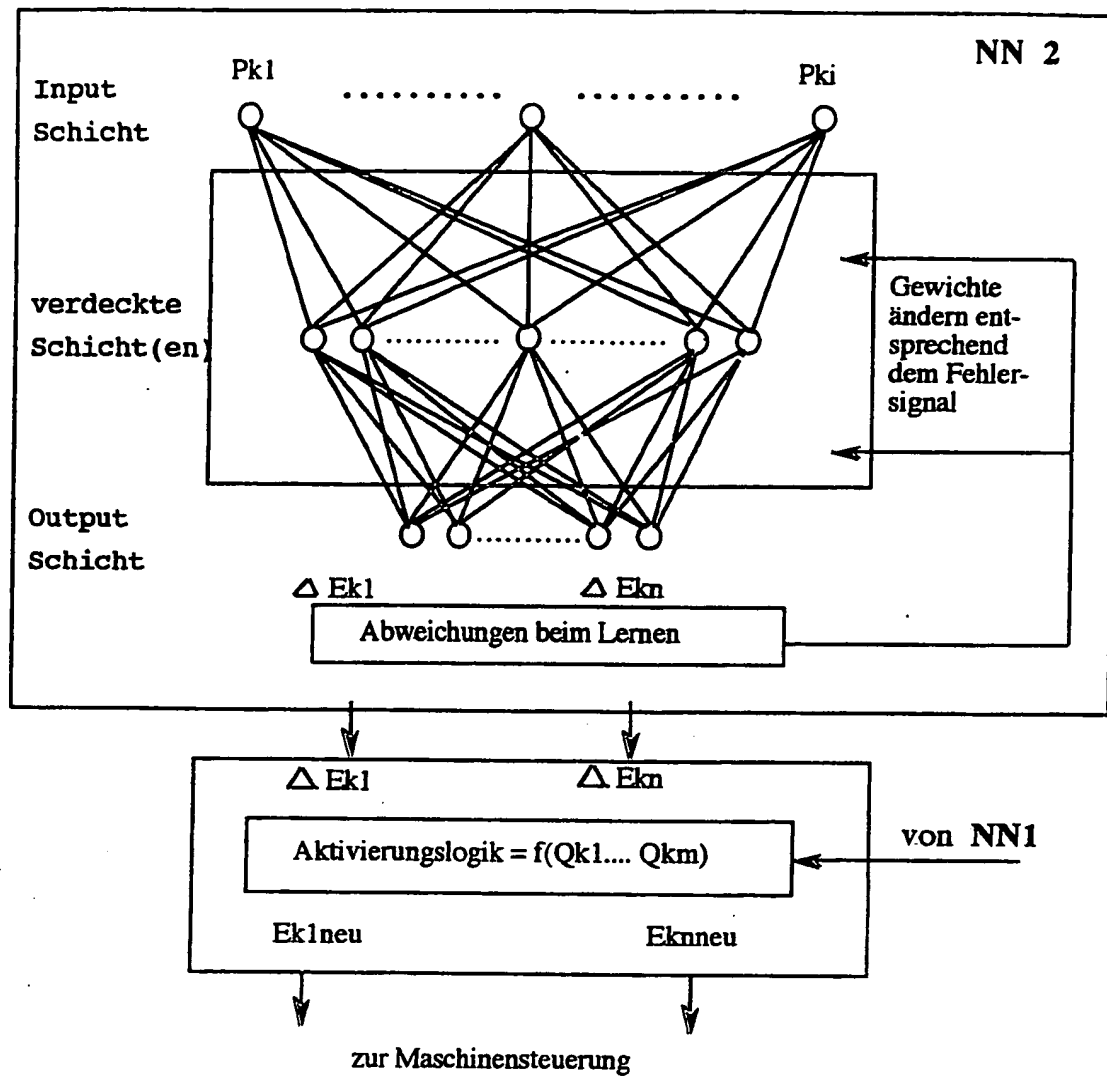 NN 2
Pk1 Pki
Input
Schicht
verdeckte
Schicht(en)
Gewichte
ändern ent-
sprechend
dem Fehler-
signal
Output
Schicht
△ Ek1 △ Ekn
Abweichungen beim Lernen
△ Ek1 △ Ekn
Aktivierungslogik = f(Qk1.... Qkm)
von NN1
Ek1neu Eknneu
zur Maschinensteuerung